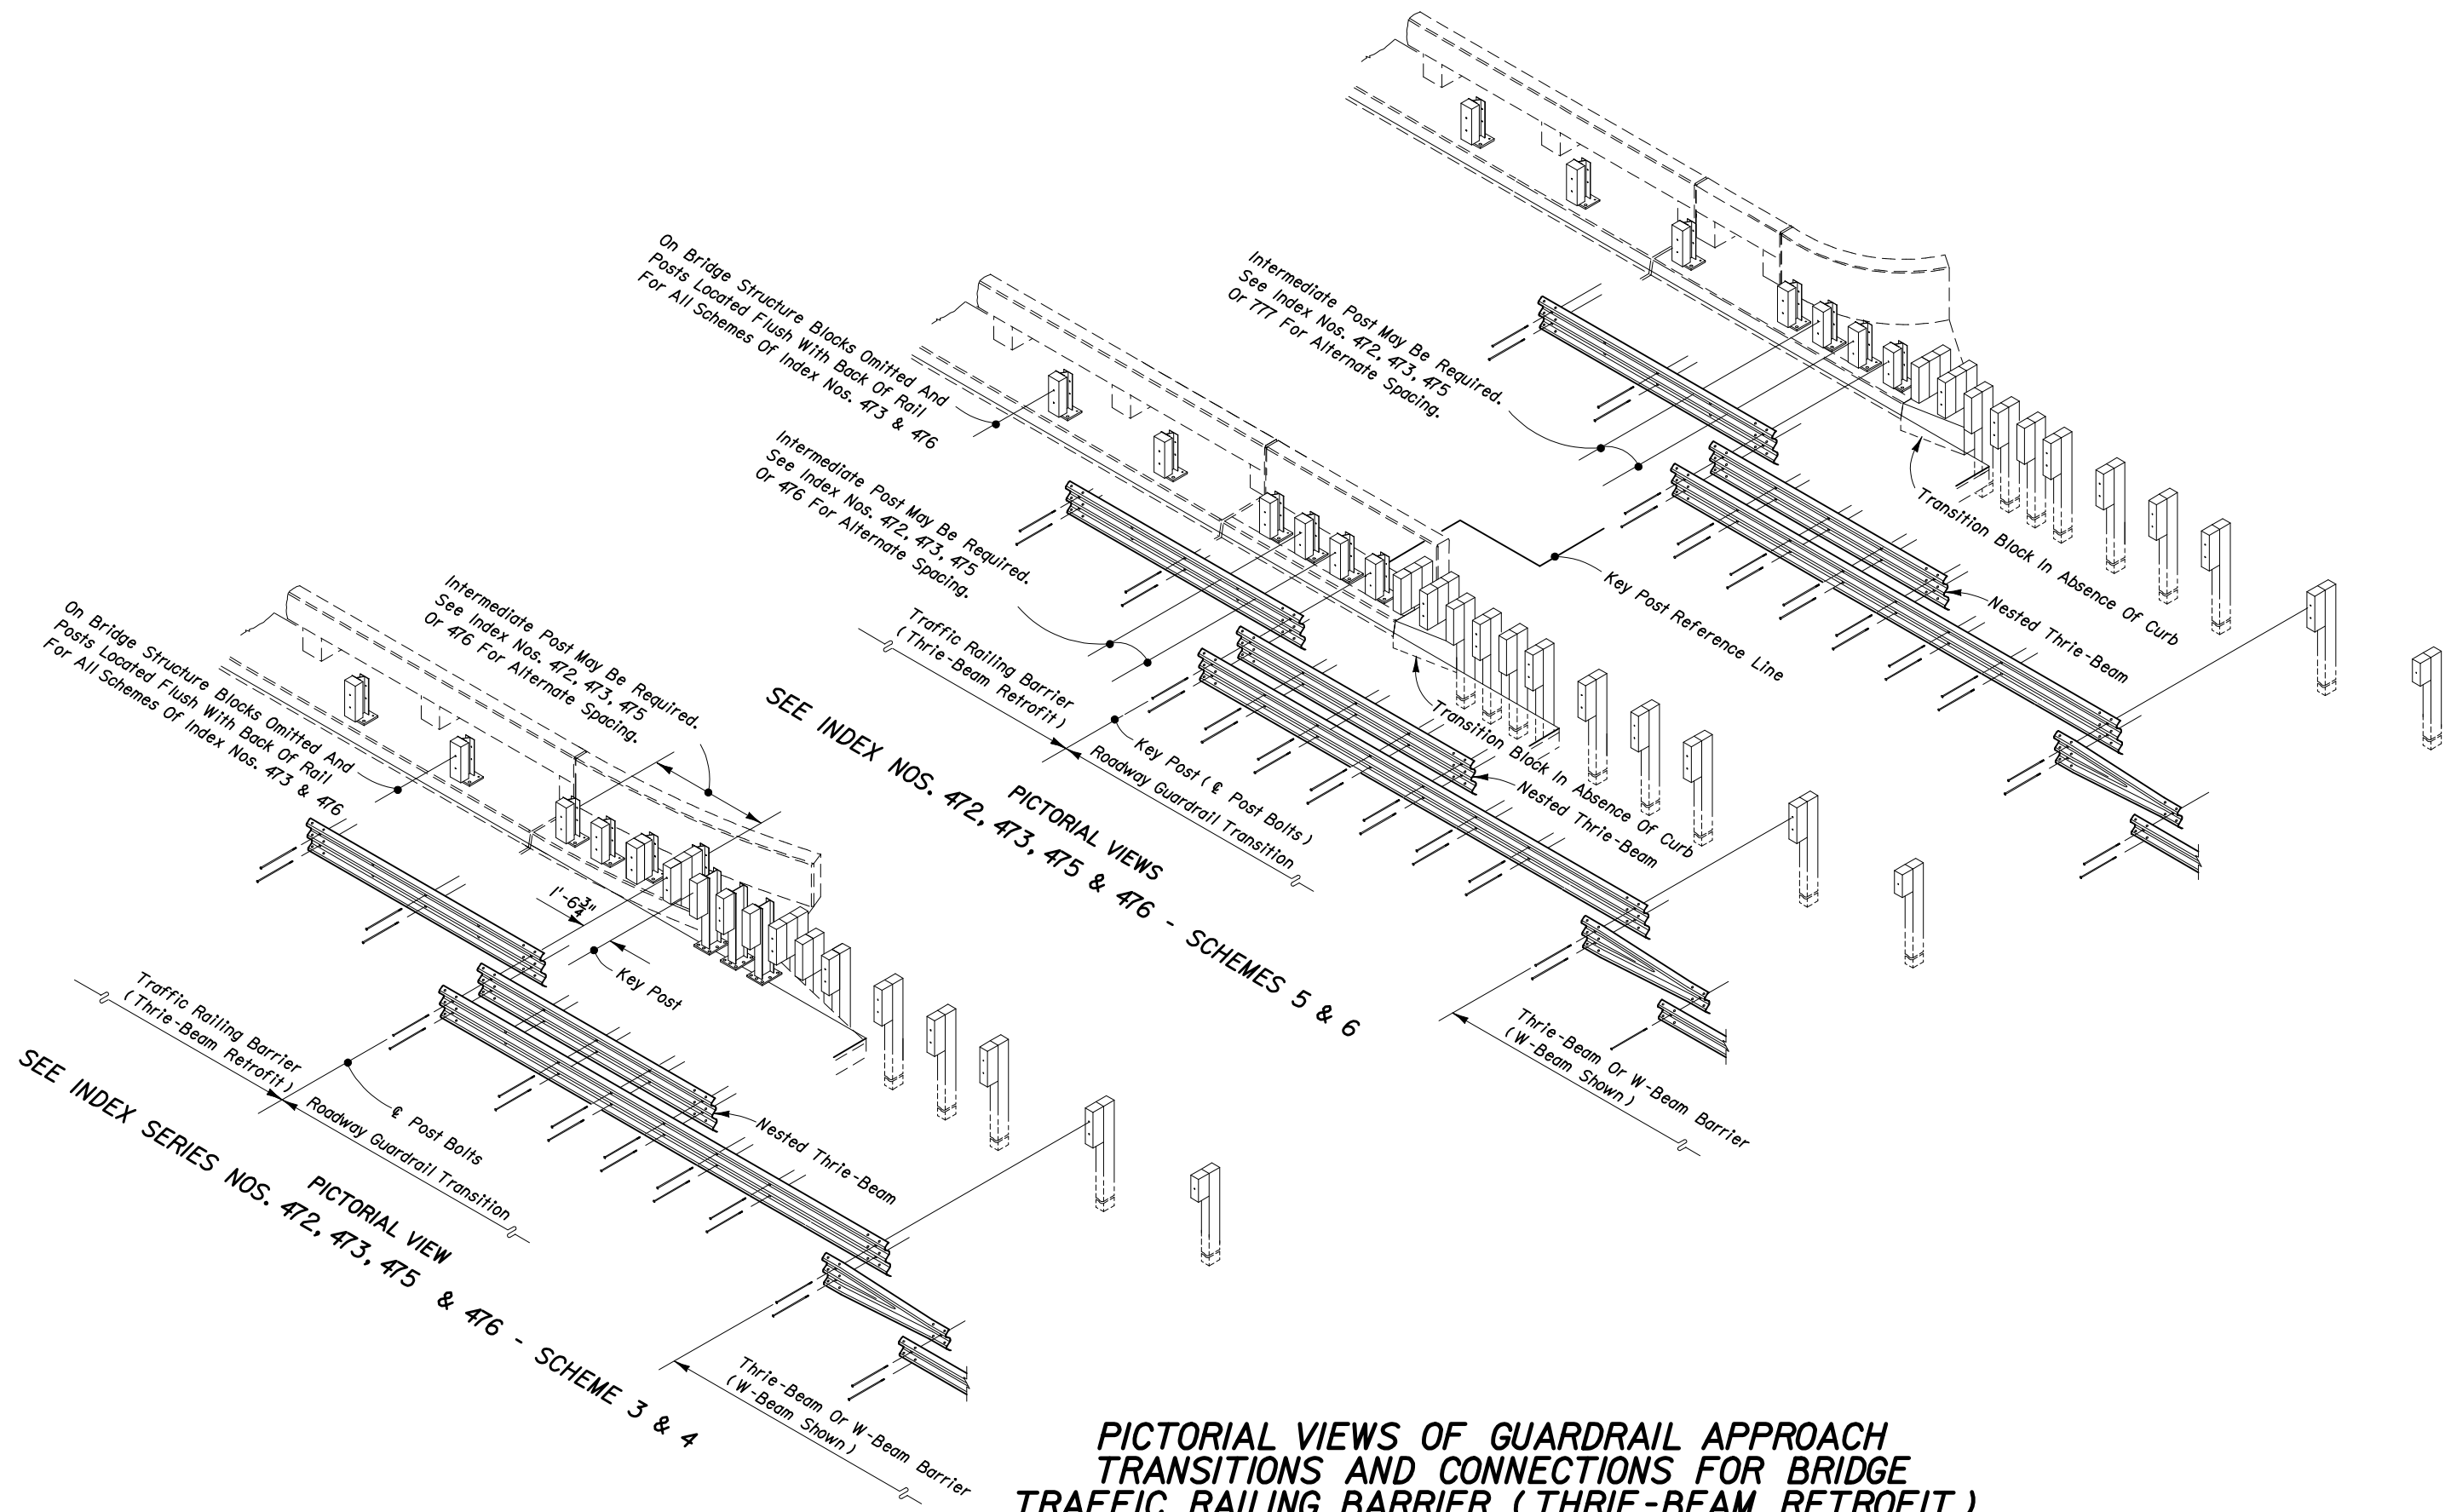 On Bridge Structure Blocks Omitted And
Posts Located Flush With Back Of Rail
For All Schemes Of Index Nos. 473 & 476
Intermediate Post May Be Required.
See Index Nos. 472, 473, 475
Or 476 For Alternate Spacing.
1'-6¾"
Key Post
Traffic Railing Barrier
(Thrie-Beam Retrofit)
Roadway Guardrail Transition
℄ Post Bolts
Nested Thrie-Beam
Thrie-Beam Or W-Beam Barrier
(W-Beam Shown)
PICTORIAL VIEW
SEE INDEX SERIES NOS. 472, 473, 475 & 476 - SCHEME 3 & 4
On Bridge Structure Blocks Omitted And
Posts Located Flush With Back Of Rail
For All Schemes Of Index Nos. 473 & 476
Intermediate Post May Be Required.
See Index Nos. 472, 473, 475
Or 476 For Alternate Spacing.
Traffic Railing Barrier
(Thrie-Beam Retrofit)
Key Post (℄ Post Bolts)
Roadway Guardrail Transition
Transition Block In Absence Of Curb
Nested Thrie-Beam
Thrie-Beam Or W-Beam Barrier
(W-Beam Shown)
PICTORIAL VIEWS
SEE INDEX NOS. 472, 473, 475 & 476 - SCHEMES 5 & 6
Intermediate Post May Be Required.
See Index Nos. 472, 473, 475
Or 777 For Alternate Spacing.
Key Post Reference Line
Transition Block In Absence Of Curb
Nested Thrie-Beam
PICTORIAL VIEWS OF GUARDRAIL APPROACH
TRANSITIONS AND CONNECTIONS FOR BRIDGE
TRAFFIC RAILING BARRIER (THRIE-BEAM RETROFIT)